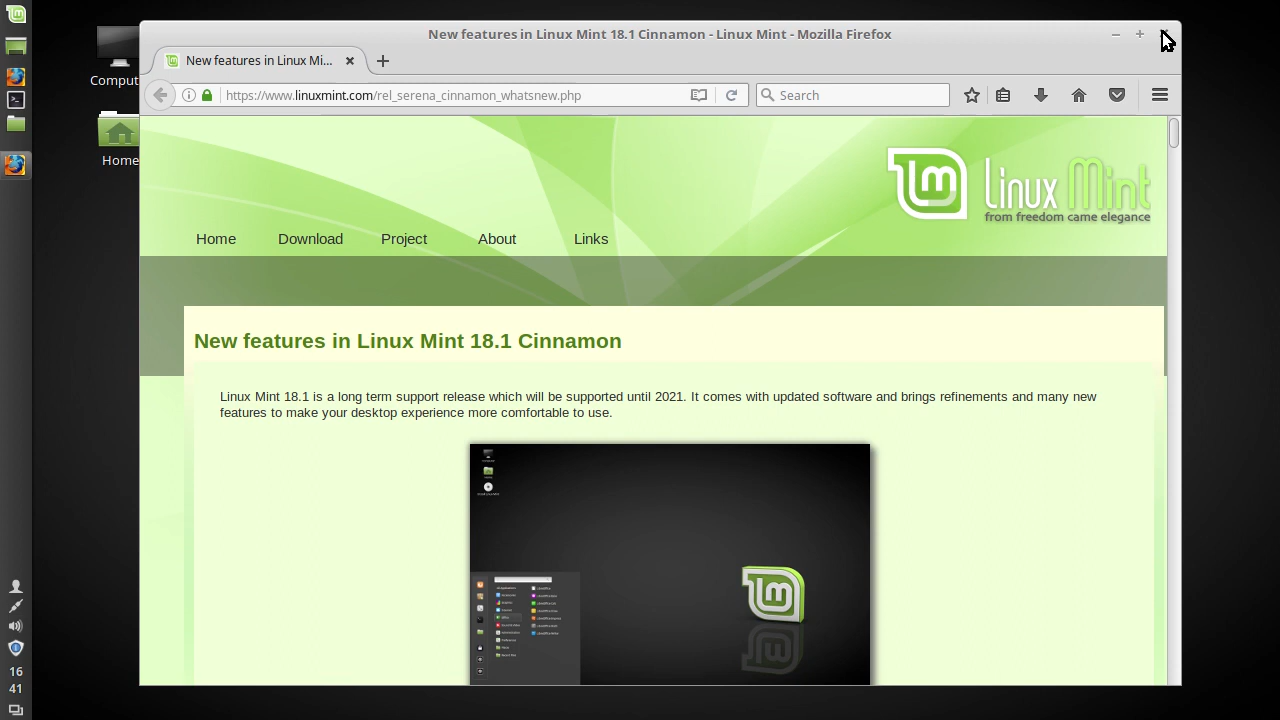 New features in Linux Mint 18.1 Cinnamon - Linux Mint - Mozilla Firefox
New features in Linux Mi...
https://www.linuxmint.com/rel_serena_cinnamon_whatsnew.php
Search
Comput
Home
Linux Mint
from freedom came elegance
Home Download Project About Links
New features in Linux Mint 18.1 Cinnamon
Linux Mint 18.1 is a long term support release which will be supported until 2021. It comes with updated software and brings refinements and many new
features to make your desktop experience more comfortable to use.
16
41